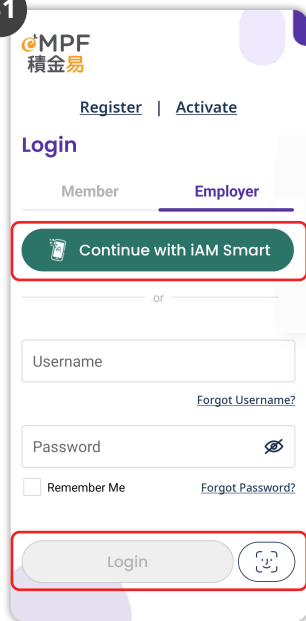 1
eMPF
積金易
Register | Activate
Login
Member Employer
Continue with iAM Smart
or
Username
Forgot Username?
Password
Remember Me Forgot Password?
Login